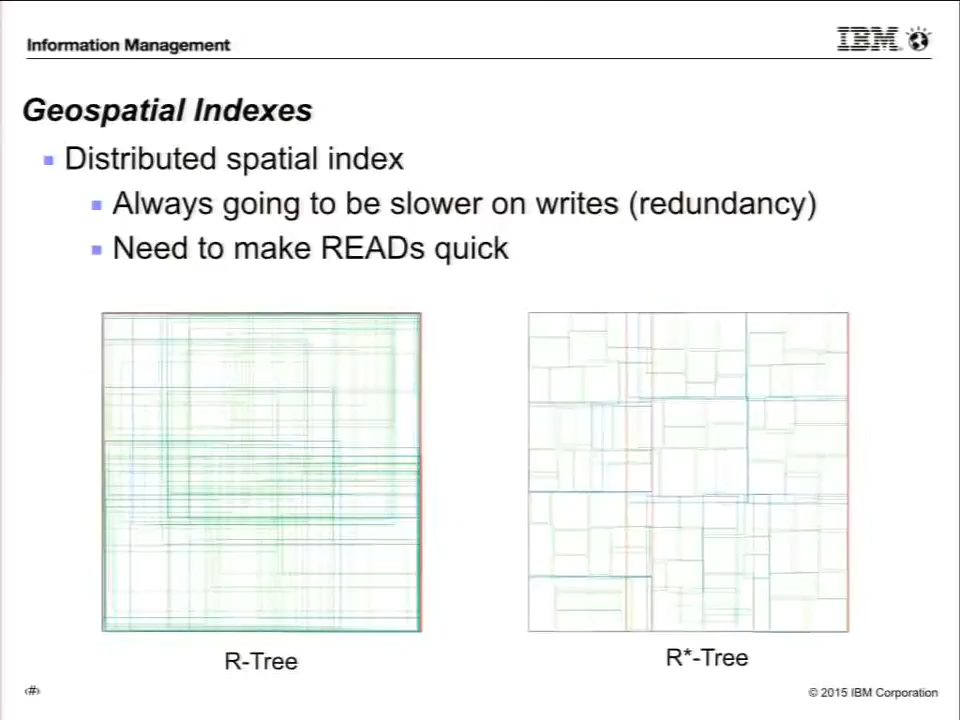 Information Management
IBM
Geospatial Indexes
Distributed spatial index
Always going to be slower on writes (redundancy)
Need to make READs quick
R-Tree
R*-Tree
‹#›
© 2015 IBM Corporation